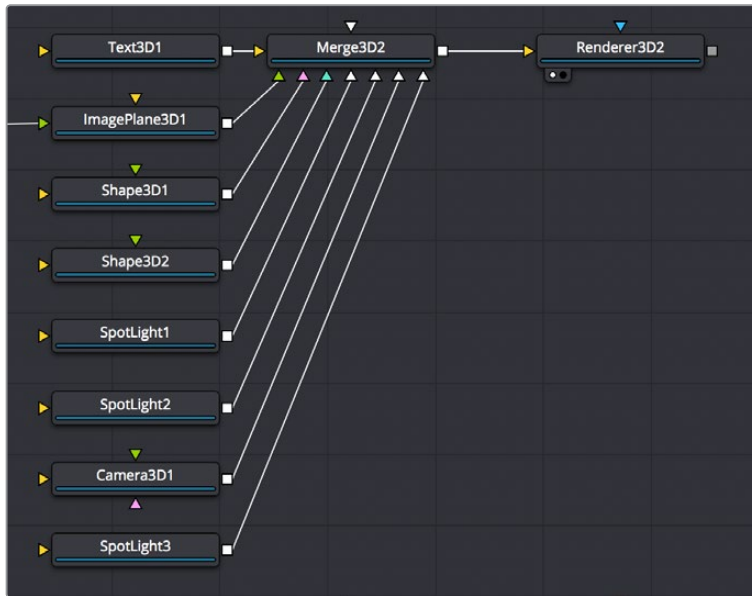 Text3D1
Merge3D2
Renderer3D2
ImagePlane3D1
Shape3D1
Shape3D2
SpotLight1
SpotLight2
Camera3D1
SpotLight3